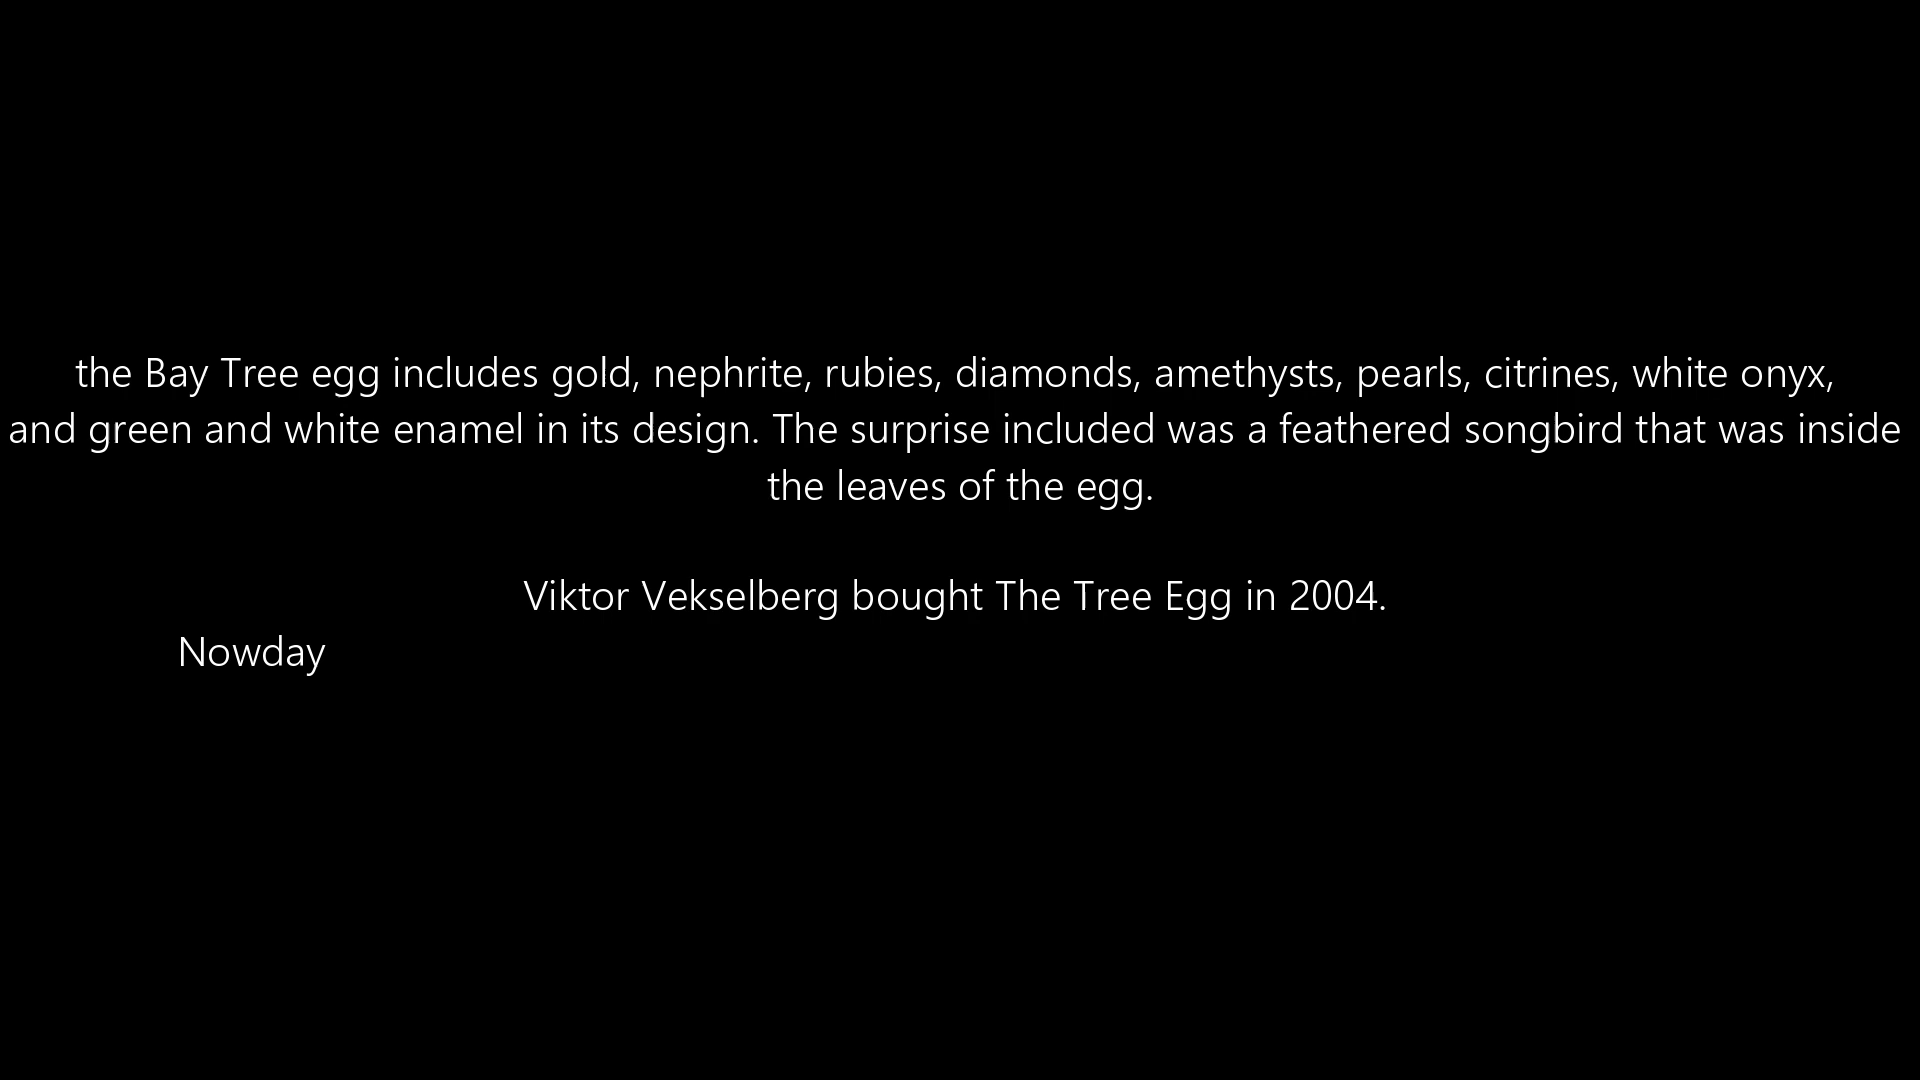 the Bay Tree egg includes gold, nephrite, rubies, diamonds, amethysts, pearls, citrines, white onyx,
and green and white enamel in its design. The surprise included was a feathered songbird that was inside
the leaves of the egg.
Viktor Vekselberg bought The Tree Egg in 2004.
Nowday